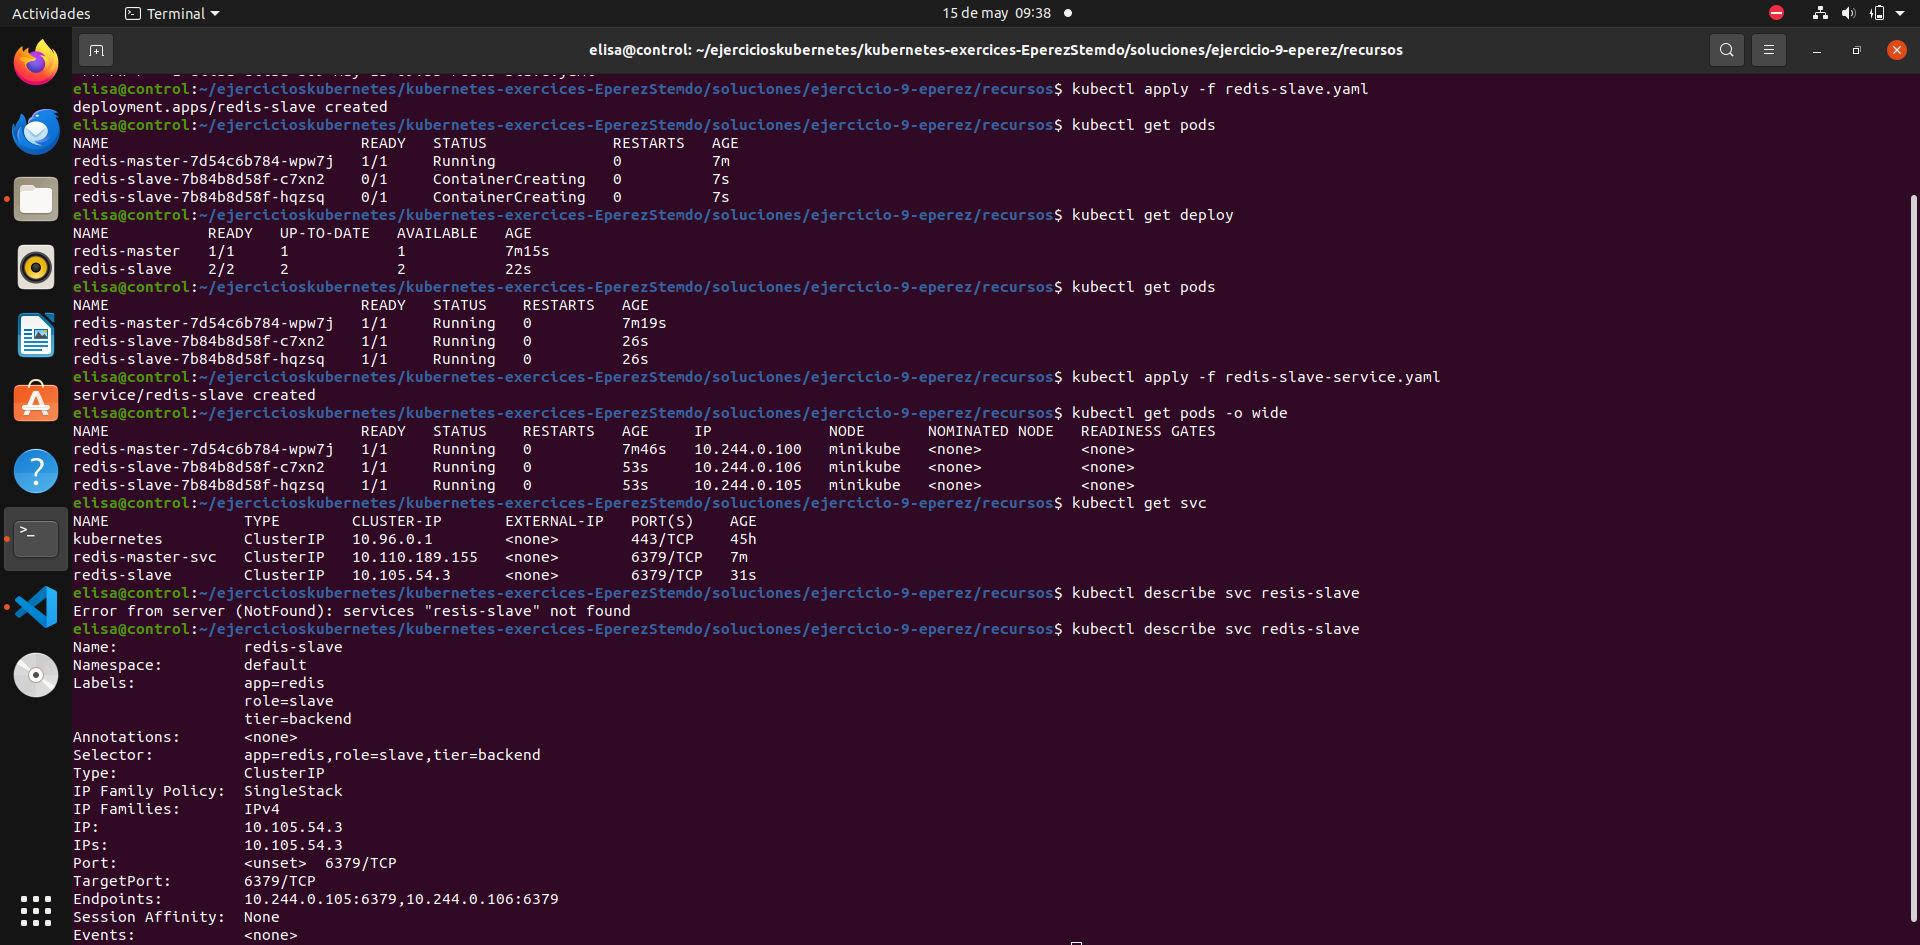 Actividades
Terminal
15 de may 09:38
elisa@control: ~/ejercicioskubernetes/kubernetes-exercices-EperezStemdo/soluciones/ejercicio-9-eperez/recursos
elisa@control:~/ejercicioskubernetes/kubernetes-exercices-EperezStemdo/soluciones/ejercicio-9-eperez/recursos$ kubectl apply -f redis-slave.yaml
deployment.apps/redis-slave created
elisa@control:~/ejercicioskubernetes/kubernetes-exercices-EperezStemdo/soluciones/ejercicio-9-eperez/recursos$ kubectl get pods
NAME READY STATUS RESTARTS AGE
redis-master-7d54c6b784-wpw7j 1/1 Running 0 7m
redis-slave-7b84b8d58f-c7xn2 0/1 ContainerCreating 0 7s
redis-slave-7b84b8d58f-hqzsq 0/1 ContainerCreating 0 7s
elisa@control:~/ejercicioskubernetes/kubernetes-exercices-EperezStemdo/soluciones/ejercicio-9-eperez/recursos$ kubectl get deploy
NAME READY UP-TO-DATE AVAILABLE AGE
redis-master 1/1 1 1 7m15s
redis-slave 2/2 2 2 22s
elisa@control:~/ejercicioskubernetes/kubernetes-exercices-EperezStemdo/soluciones/ejercicio-9-eperez/recursos$ kubectl get pods
NAME READY STATUS RESTARTS AGE
redis-master-7d54c6b784-wpw7j 1/1 Running 0 7m19s
redis-slave-7b84b8d58f-c7xn2 1/1 Running 0 26s
redis-slave-7b84b8d58f-hqzsq 1/1 Running 0 26s
elisa@control:~/ejercicioskubernetes/kubernetes-exercices-EperezStemdo/soluciones/ejercicio-9-eperez/recursos$ kubectl apply -f redis-slave-service.yaml
service/redis-slave created
elisa@control:~/ejercicioskubernetes/kubernetes-exercices-EperezStemdo/soluciones/ejercicio-9-eperez/recursos$ kubectl get pods -o wide
NAME READY STATUS RESTARTS AGE IP NODE NOMINATED NODE READINESS GATES
redis-master-7d54c6b784-wpw7j 1/1 Running 0 7m46s 10.244.0.100 minikube <none> <none>
redis-slave-7b84b8d58f-c7xn2 1/1 Running 0 53s 10.244.0.106 minikube <none> <none>
redis-slave-7b84b8d58f-hqzsq 1/1 Running 0 53s 10.244.0.105 minikube <none> <none>
elisa@control:~/ejercicioskubernetes/kubernetes-exercices-EperezStemdo/soluciones/ejercicio-9-eperez/recursos$ kubectl get svc
NAME TYPE CLUSTER-IP EXTERNAL-IP PORT(S) AGE
kubernetes ClusterIP 10.96.0.1 <none> 443/TCP 45h
redis-master-svc ClusterIP 10.110.189.155 <none> 6379/TCP 7m
redis-slave ClusterIP 10.105.54.3 <none> 6379/TCP 31s
elisa@control:~/ejercicioskubernetes/kubernetes-exercices-EperezStemdo/soluciones/ejercicio-9-eperez/recursos$ kubectl describe svc resis-slave
Error from server (NotFound): services "resis-slave" not found
elisa@control:~/ejercicioskubernetes/kubernetes-exercices-EperezStemdo/soluciones/ejercicio-9-eperez/recursos$ kubectl describe svc redis-slave
Name: redis-slave
Namespace: default
Labels: app=redis
role=slave
tier=backend
Annotations: <none>
Selector: app=redis,role=slave,tier=backend
Type: ClusterIP
IP Family Policy: SingleStack
IP Families: IPv4
IP: 10.105.54.3
IPs: 10.105.54.3
Port: <unset> 6379/TCP
TargetPort: 6379/TCP
Endpoints: 10.244.0.105:6379,10.244.0.106:6379
Session Affinity: None
Events: <none>